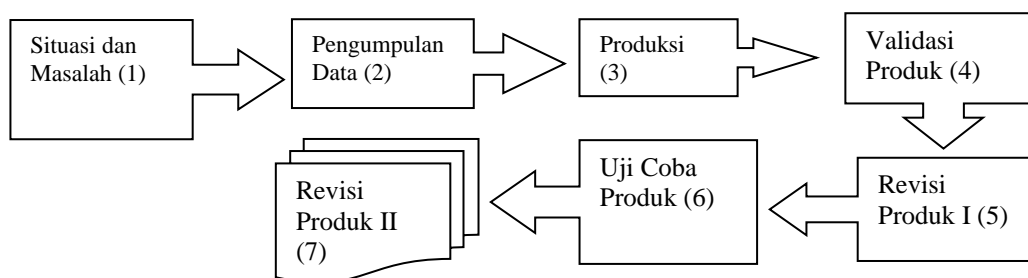 Situasi dan
Masalah (1)
Pengumpulan
Data (2)
Produksi
(3)
Validasi
Produk (4)
Revisi
Produk I (5)
Uji Coba
Produk (6)
Revisi
Produk II
(7)